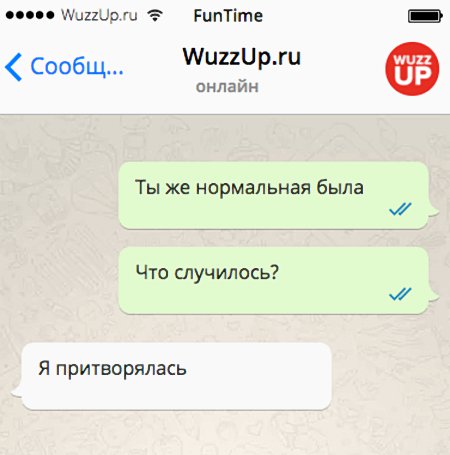 WuzzUp.ru FunTime
Сообщ... WuzzUp.ru
онлайн
WUZZ
UP
Ты же нормальная была
Что случилось?
Я притворялась